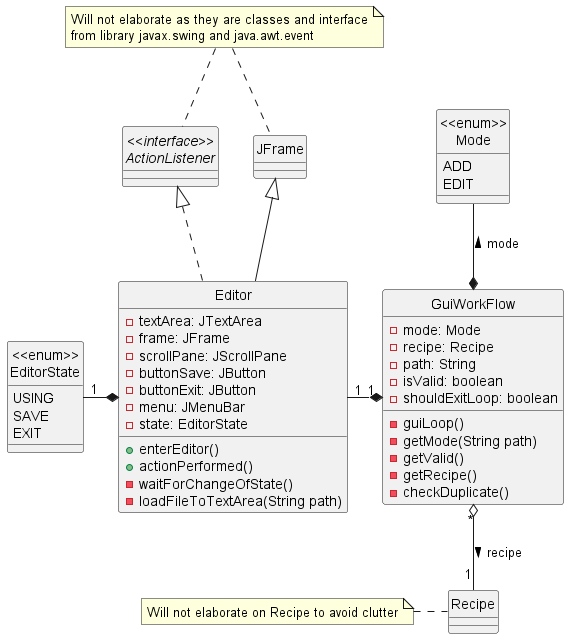 Will not elaborate as they are classes and interface
from library javax.swing and java.awt.event
<<interface>>
ActionListener
JFrame
<<enum>>
Mode
ADD
EDIT
mode
Editor
textArea: JTextArea
frame: JFrame
scrollPane: JScrollPane
buttonSave: JButton
buttonExit: JButton
menu: JMenuBar
state: EditorState
enterEditor()
actionPerformed()
waitForChangeOfState()
loadFileToTextArea(String path)
GuiWorkFlow
mode: Mode
recipe: Recipe
path: String
isValid: boolean
shouldExitLoop: boolean
guiLoop()
getMode(String path)
getValid()
getRecipe()
checkDuplicate()
<<enum>>
EditorState
USING
SAVE
EXIT
1
1
1
*
recipe
1
Will not elaborate on Recipe to avoid clutter
Recipe